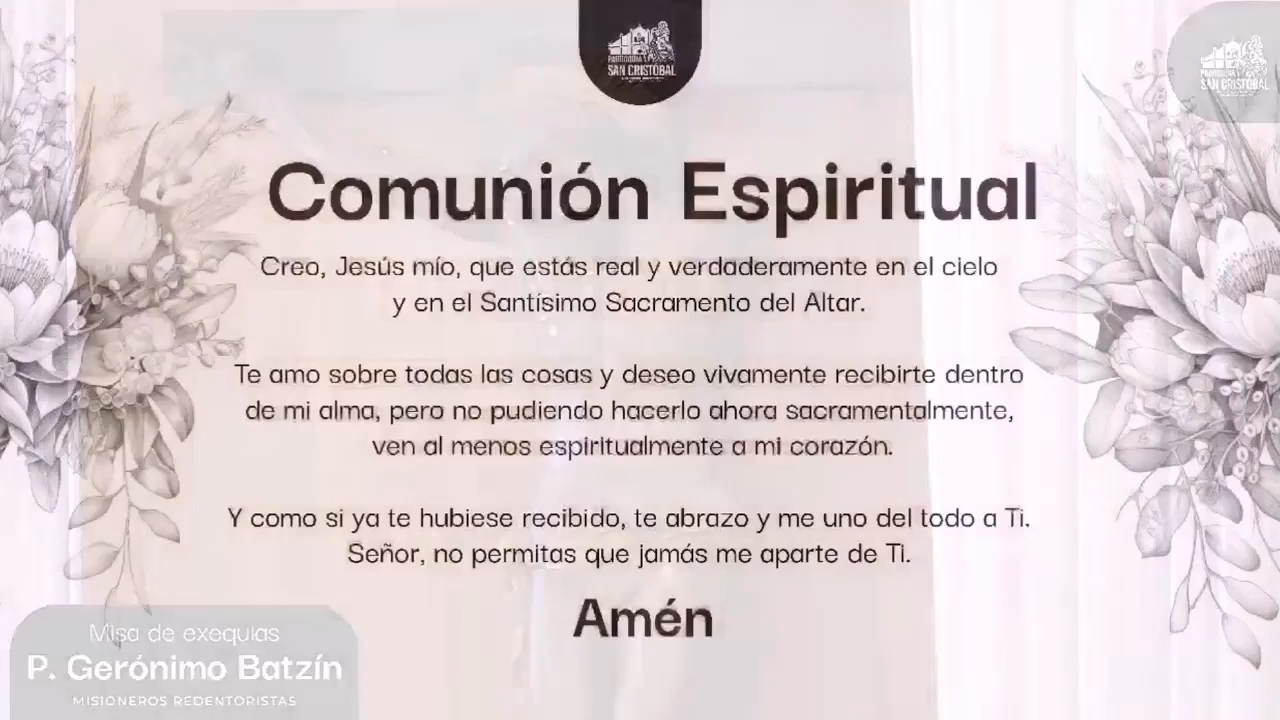 PARROQUIA
SAN CRISTÓBAL
PARROQUIA
SAN CRISTÓBAL
Comunión Espiritual
Creo, Jesús mío, que estás real y verdaderamente en el cielo
y en el Santísimo Sacramento del Altar.
Te amo sobre todas las cosas y deseo vivamente recibirte dentro
de mi alma, pero no pudiendo hacerlo ahora sacramentalmente,
ven al menos espiritualmente a mi corazón.
Y como si ya te hubiese recibido, te abrazo y me uno del todo a Ti.
Señor, no permitas que jamás me aparte de Ti.
Amén
Misa de exequias
P. Gerónimo Batzín
MISIONEROS REDENTORISTAS